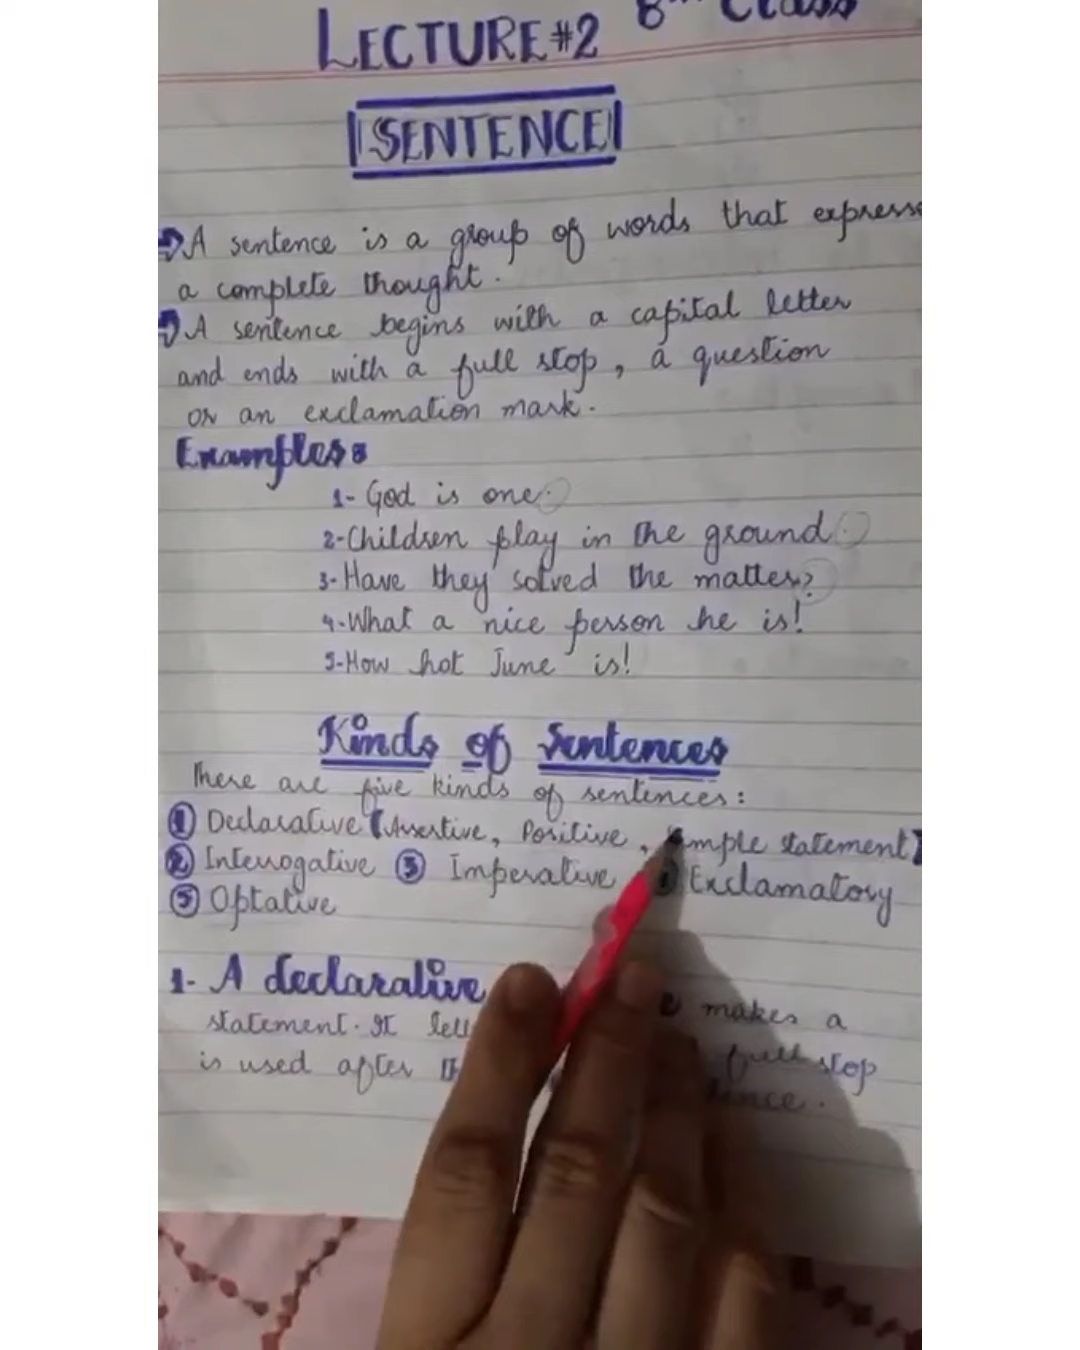 LECTURE#2 8th Class
SENTENCE
A sentence is a group of words that
a complete thought.
A sentence begins with a capital letter
and ends with a full stop, a question
or an exclamation mark.
Examples:
1- God is one.
2-Children play in the ground.
3-Have they solved the matter?
4-What a nice person he is!
5-How hot June is!
Kinds of Sentences
There are five kinds of sentences:
① Declarative [Assertive, Positive, Simple statement]
② Interrogative ③ Imperative Exclamatory
⑤ Optative
1- A declarative
statement. It makes a
is used after full stop